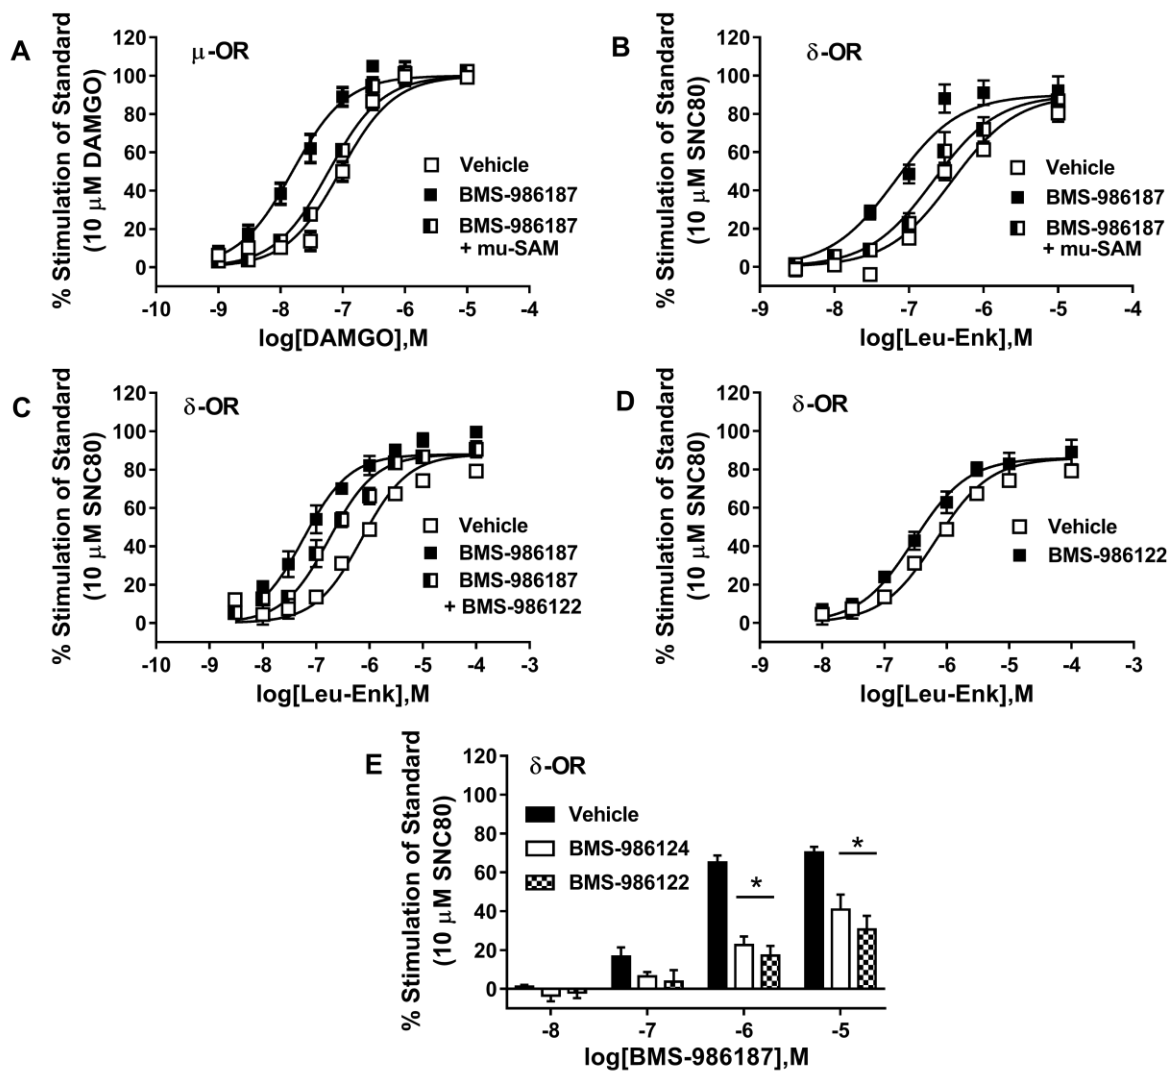 A
% Stimulation of Standard
(10 μM DAMGO)
120
100
80
60
40
20
0
μ-OR
Vehicle
BMS-986187
BMS-986187
+ mu-SAM
-10 -9 -8 -7 -6 -5 -4
log[DAMGO],M
B
% Stimulation of Standard
(10 μM SNC80)
120
100
80
60
40
20
0
δ-OR
Vehicle
BMS-986187
BMS-986187
+ mu-SAM
-9 -8 -7 -6 -5 -4
log[Leu-Enk],M
C
% Stimulation of Standard
(10 μM SNC80)
120
100
80
60
40
20
0
δ-OR
Vehicle
BMS-986187
BMS-986187
+ BMS-986122
-10 -9 -8 -7 -6 -5 -4 -3
log[Leu-Enk],M
D
% Stimulation of Standard
(10 μM SNC80)
120
100
80
60
40
20
0
δ-OR
Vehicle
BMS-986122
-9 -8 -7 -6 -5 -4 -3
log[Leu-Enk],M
E
% Stimulation of Standard
(10 μM SNC80)
120
100
80
60
40
20
0
δ-OR
Vehicle
BMS-986124
BMS-986122
*
*
-8 -7 -6 -5
log[BMS-986187],M